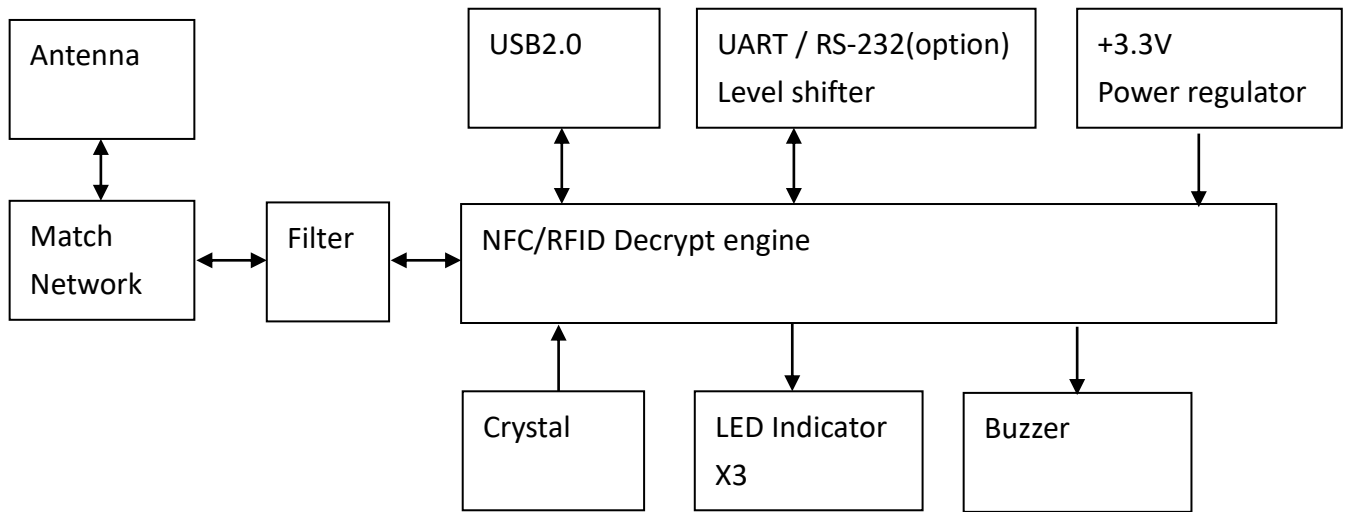 Antenna
USB2.0
UART / RS-232(option)
Level shifter
+3.3V
Power regulator
Match
Network
Filter
NFC/RFID Decrypt engine
Crystal
LED Indicator
X3
Buzzer